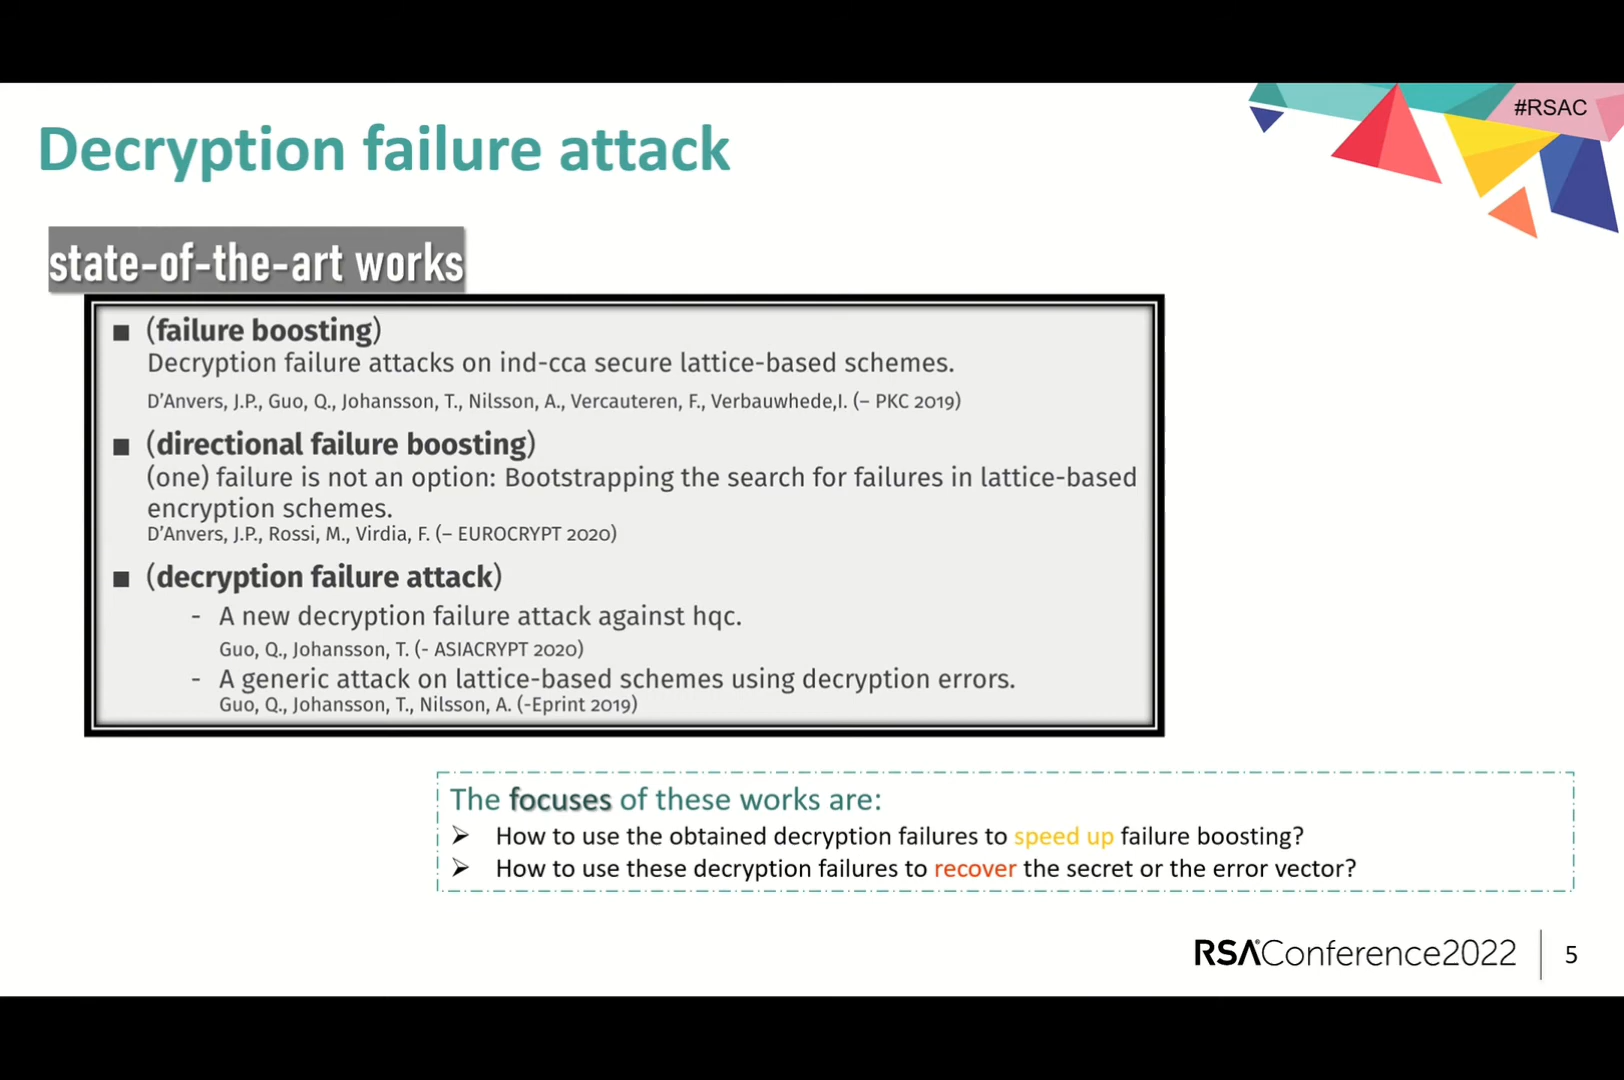 #RSAC
Decryption failure attack
state-of-the-art works
■ (failure boosting)
Decryption failure attacks on ind-cca secure lattice-based schemes.
D’Anvers, J.P., Guo, Q., Johansson, T., Nilsson, A., Vercauteren, F., Verbauwhede,I. (– PKC 2019)
■ (directional failure boosting)
(one) failure is not an option: Bootstrapping the search for failures in lattice-based
encryption schemes.
D’Anvers, J.P., Rossi, M., Virdia, F. (– EUROCRYPT 2020)
■ (decryption failure attack)
- A new decryption failure attack against hqc.
Guo, Q., Johansson, T. (- ASIACRYPT 2020)
- A generic attack on lattice-based schemes using decryption errors.
Guo, Q., Johansson, T., Nilsson, A. (-Eprint 2019)
The focuses of these works are:
➢ How to use the obtained decryption failures to speed up failure boosting?
➢ How to use these decryption failures to recover the secret or the error vector?
RSAConference2022 | 5